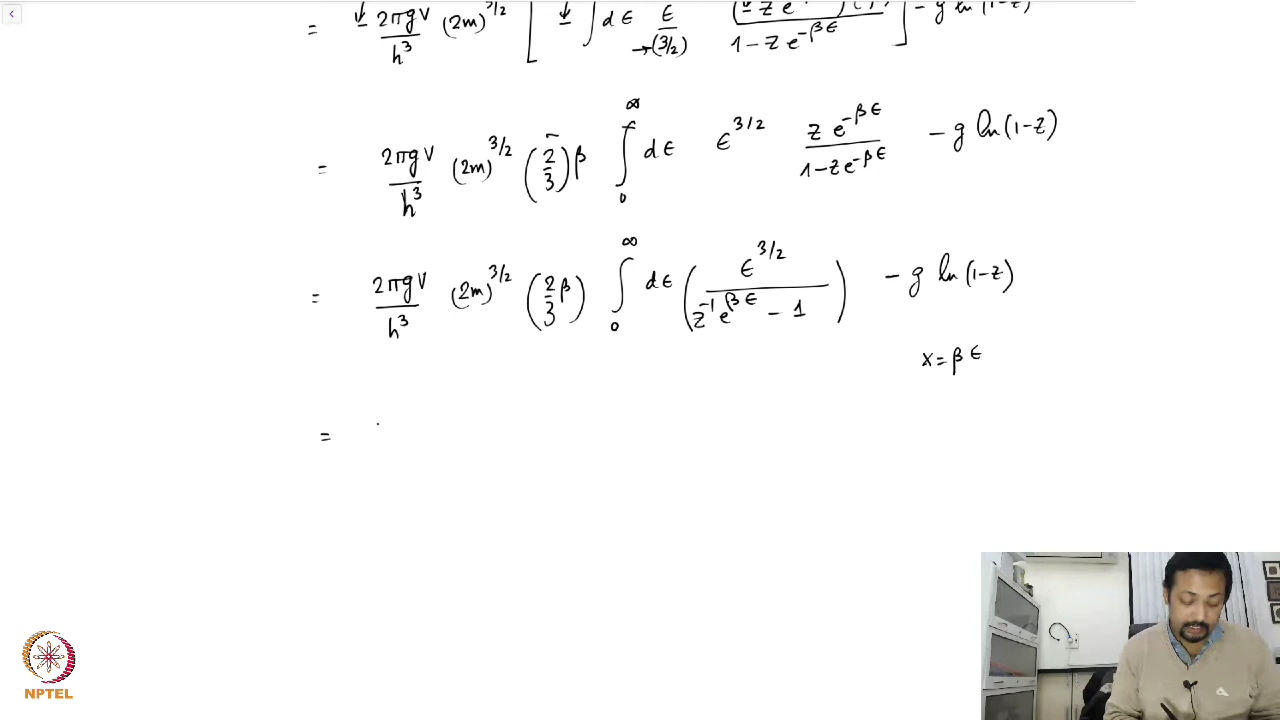 = 2πgV/h³ (2m)^3/2 [ ∫ dε ε/(3/2) / 1 - z e^-βε ] - g ln(1-z)
= 2πgV/h³ (2m)^3/2 (2/3) β ∫₀^∞ dε ε^3/2 z e^-βε / 1-ze^-βε - g ln(1-z)
= 2πgV/h³ (2m)^3/2 (2/3 β) ∫₀^∞ dε ( ε^3/2 / z^-1 e^βε - 1 ) - g ln(1-z)
x = βε
=
NPTEL